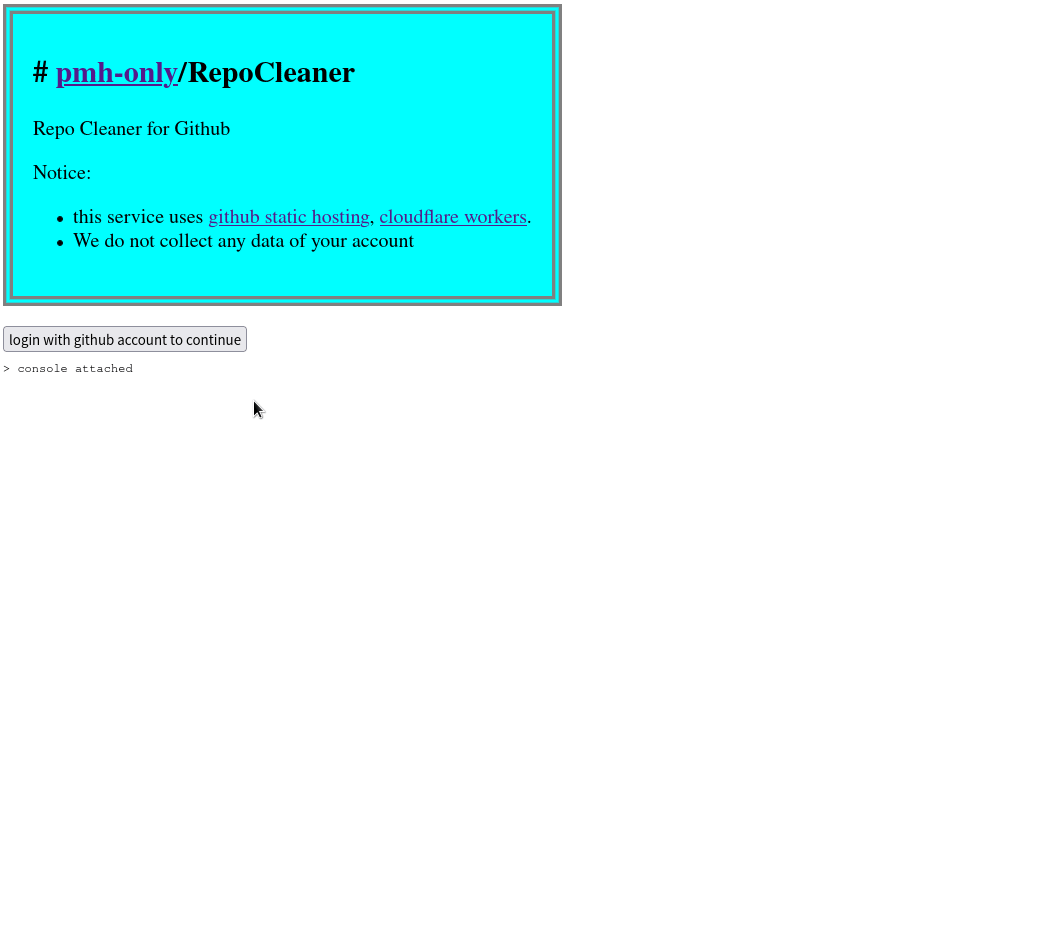 # pmh-only/RepoCleaner
Repo Cleaner for Github
Notice:
• this service uses github static hosting, cloudflare workers.
• We do not collect any data of your account
login with github account to continue
> console attached